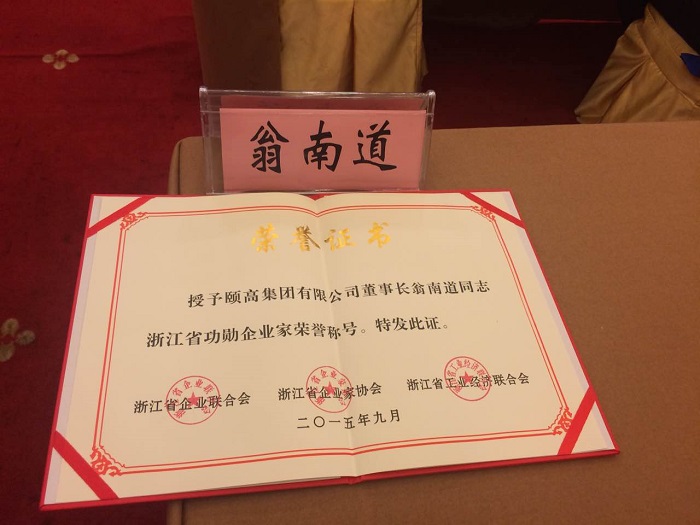 翁南道
荣誉证书
授予颐高集团有限公司董事长翁南道同志
浙江省功勋企业家荣誉称号。特发此证。
浙江省企业联合会 浙江省企业家协会 浙江省工业经济联合会
二〇一五年九月